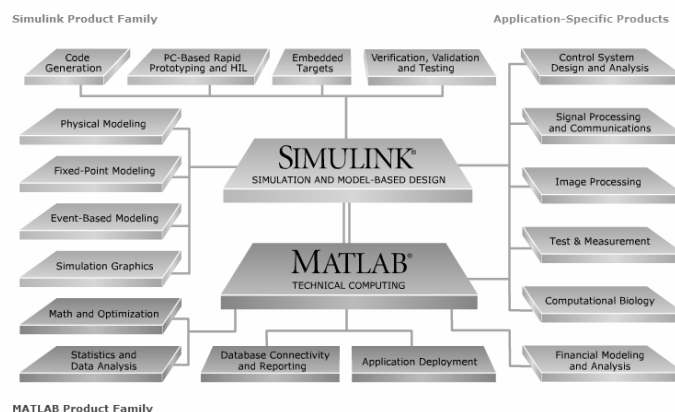 Simulink Product Family
Application-Specific Products
Code
Generation
PC-Based Rapid
Prototyping and HIL
Embedded
Targets
Verification, Validation
and Testing
Control System
Design and Analysis
Physical Modeling
Signal Processing
and Communications
SIMULINK®
SIMULATION AND MODEL-BASED DESIGN
Fixed-Point Modeling
Image Processing
Event-Based Modeling
Test & Measurement
Simulation Graphics
MATLAB®
TECHNICAL COMPUTING
Computational Biology
Math and Optimization
Statistics and
Data Analysis
Database Connectivity
and Reporting
Application Deployment
Financial Modeling
and Analysis
MATLAB Product Family